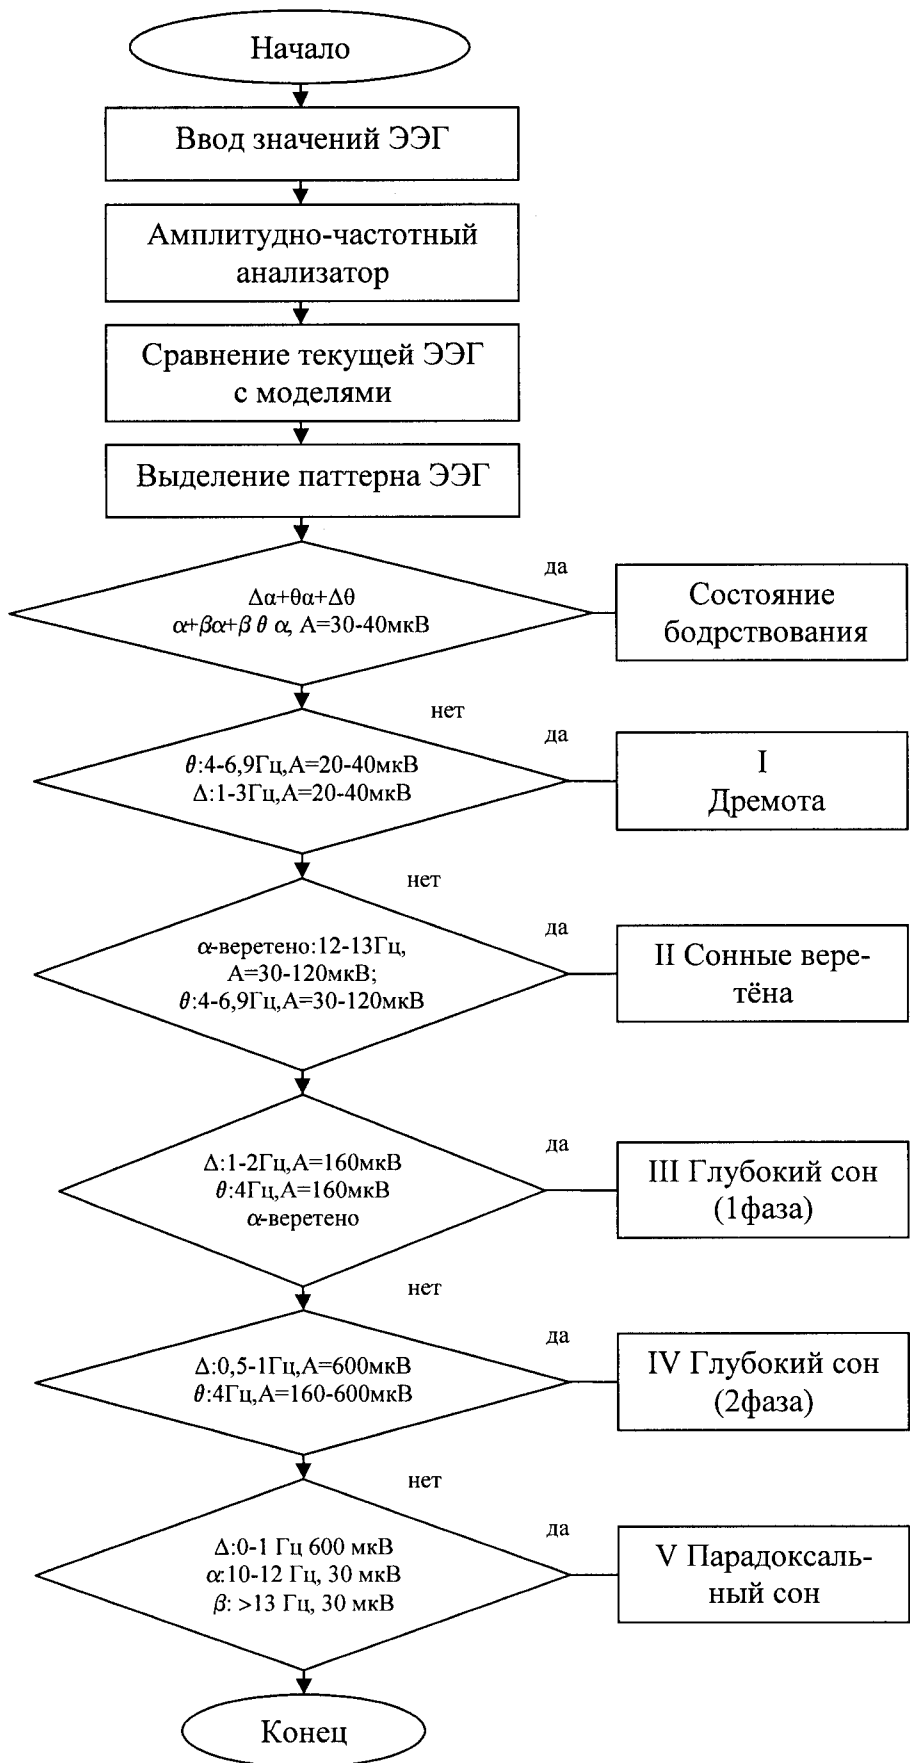 Начало
Ввод значений ЭЭГ
Амплитудно-частотный
анализатор
Сравнение текущей ЭЭГ
с моделями
Выделение паттерна ЭЭГ
Δα+θα+Δθ
α+βα+β θ α, А=30-40мкВ
да
Состояние
бодрствования
нет
θ:4-6,9Гц,А=20-40мкВ
Δ:1-3Гц,А=20-40мкВ
да
I
Дремота
нет
α-веретено:12-13Гц,
А=30-120мкВ;
θ:4-6,9Гц,А=30-120мкВ
да
II Сонные вере-
тёна
Δ:1-2Гц,А=160мкВ
θ:4Гц,А=160мкВ
α-веретено
да
III Глубокий сон
(1фаза)
нет
Δ:0,5-1Гц,А=600мкВ
θ:4Гц,А=160-600мкВ
да
IV Глубокий сон
(2фаза)
нет
Δ:0-1 Гц 600 мкВ
α:10-12 Гц, 30 мкВ
β: >13 Гц, 30 мкВ
да
V Парадоксаль-
ный сон
Конец